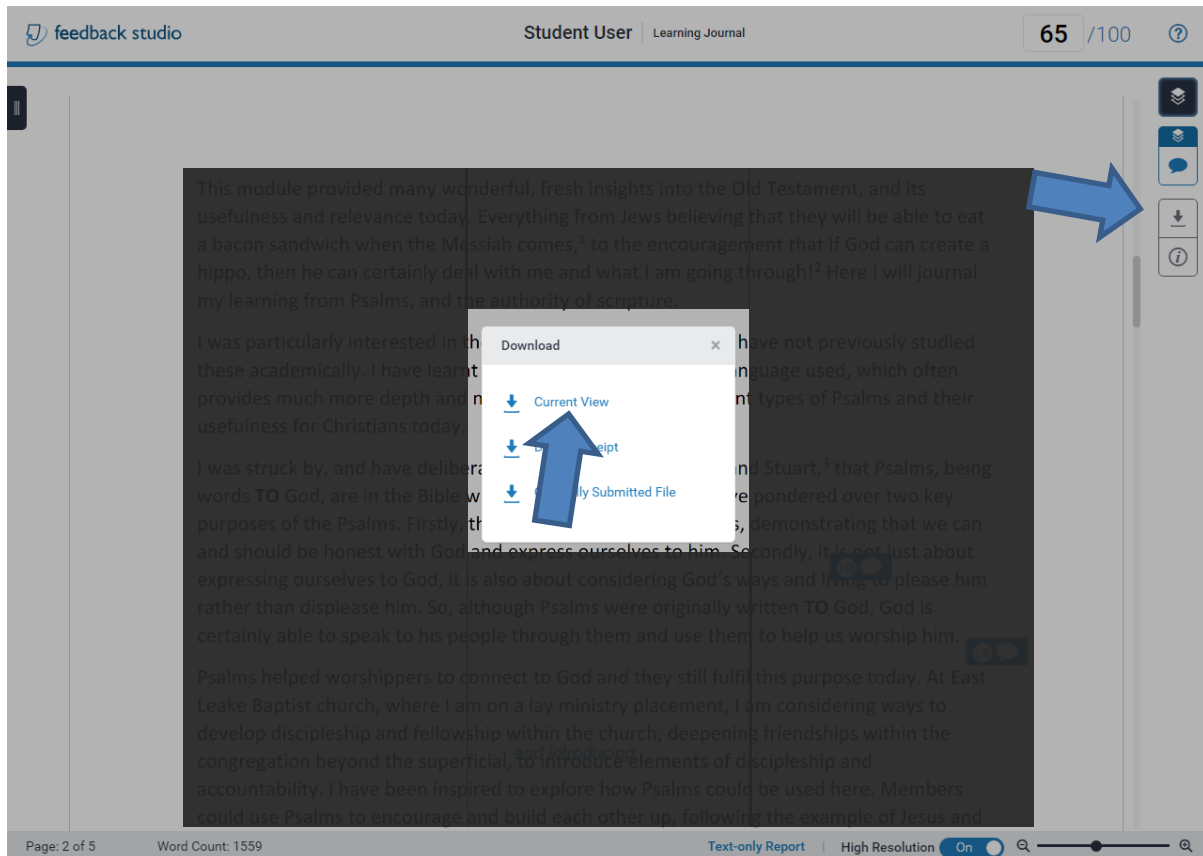 feedback studio
Student User
Learning Journal
65 /100
?
This module provided many wonderful, fresh insights into the Old Testament, and its
usefulness and relevance today. Everything from Jews believing that they will be able to eat
a bacon sandwich when the Messiah comes,1 to the encouragement that if God can create a
hippo, then he can certainly deal with me and what I am going through!2 Here I will journal
my learning from Psalms, and the authority of scripture.
I was particularly interested in the have not previously studied
these academically. I have learnt language used, which often
provides much more depth and types of Psalms and their
usefulness for Christians today.
I was struck by, and have and Stuart,3 that Psalms, being
words TO God, are in the Bible pondered over two key
purposes of the Psalms. Firstly, demonstrating that we can
and should be honest with God and express ourselves to him. Secondly, it is not just about
expressing ourselves to God, it is also about considering God's ways and living to please him
rather than displease him. So, although Psalms were originally written TO God, God is
certainly able to speak to his people through them and use them to help us worship him.
Psalms helped worshippers to connect to God and they still fulfil this purpose today. At East
Leake Baptist church, where I am on a lay ministry placement, I am considering ways to
develop discipleship and fellowship within the church, deepening friendships within the
and introducing
congregation beyond the superficial, to introduce elements of discipleship and
accountability. I have been inspired to explore how Psalms could be used here. Members
could use Psalms to encourage and build each other up, following the example of Jesus and
Download ×
Current View
Submitted File
Page: 2 of 5
Word Count: 1559
Text-only Report
High Resolution On